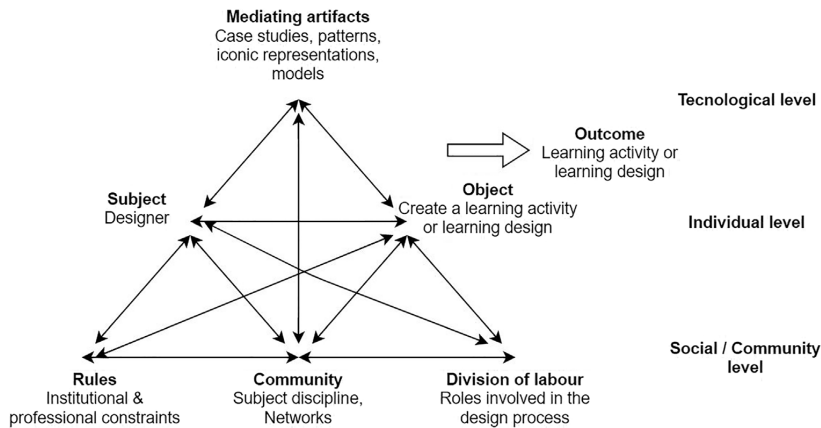 Mediating artifacts
Case studies, patterns,
iconic representations,
models
Tecnological level
Outcome
Learning activity or
learning design
Subject
Designer
Object
Create a learning activity
or learning design
Individual level
Social / Community
level
Rules
Institutional &
professional constraints
Community
Subject discipline,
Networks
Division of labour
Roles involved in the
design process